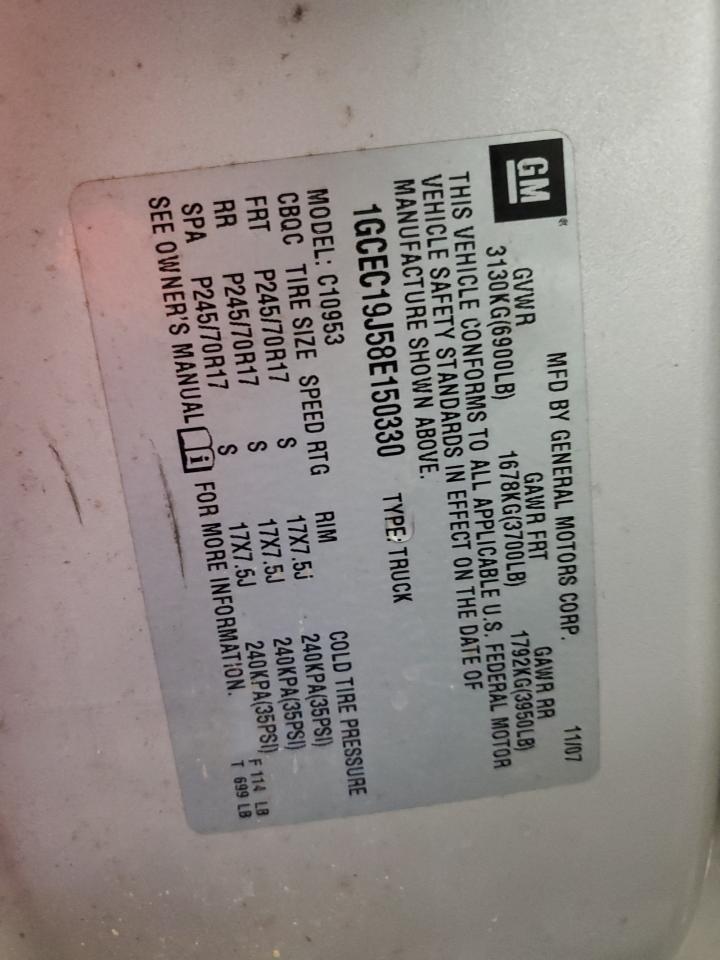 GM ®
MFD BY GENERAL MOTORS CORP. 11/07
GVWR GAWR FRT GAWR RR
3130KG(6900LB) 1678KG(3700LB) 1792KG(3950LB)
THIS VEHICLE CONFORMS TO ALL APPLICABLE U.S. FEDERAL MOTOR
VEHICLE SAFETY STANDARDS IN EFFECT ON THE DATE OF
MANUFACTURE SHOWN ABOVE.
1GCEC19J58E150330 TYPE: TRUCK
MODEL: C10953
CBQC TIRE SIZE SPEED RTG RIM COLD TIRE PRESSURE
FRT P245/70R17 S 17X7.5J 240KPA(35PSI)
RR P245/70R17 S 17X7.5J 240KPA(35PSI)
SPA P245/70R17 S 17X7.5J 240KPA(35PSI) F 114 LB
SEE OWNER'S MANUAL i FOR MORE INFORMATION. T 699 LB